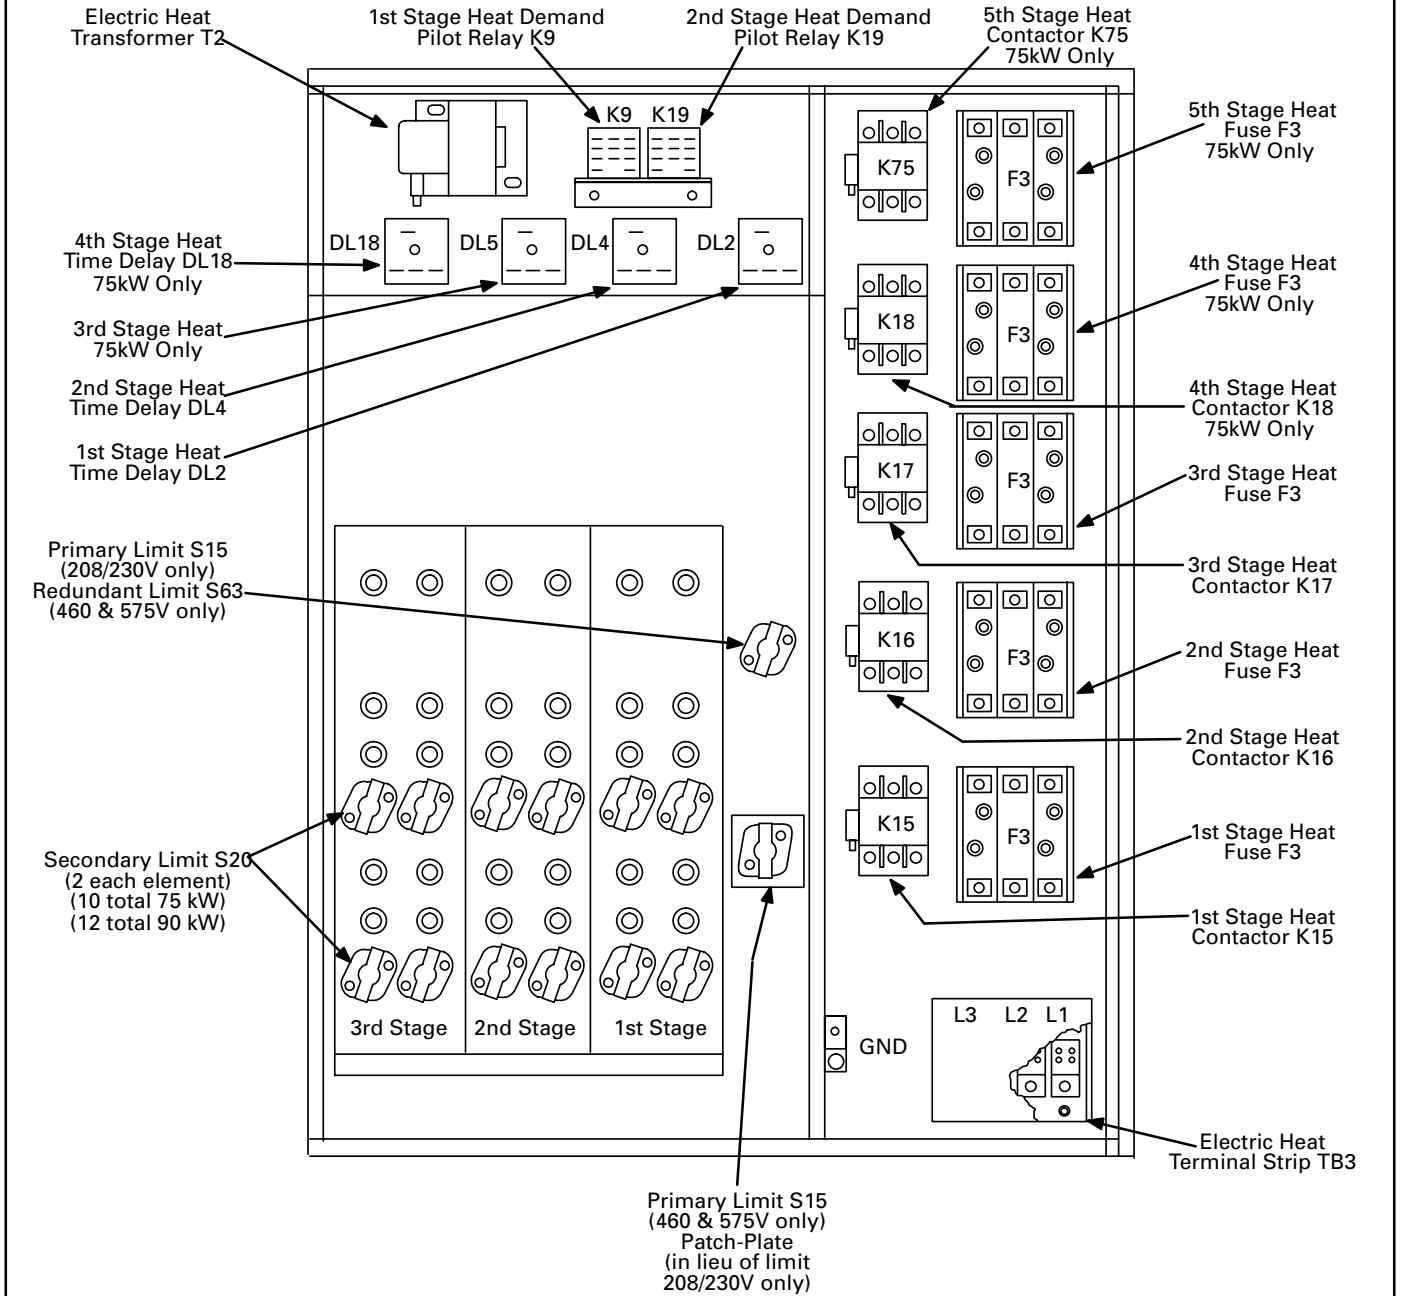 Electric Heat
Transformer T2
1st Stage Heat Demand
Pilot Relay K9
2nd Stage Heat Demand
Pilot Relay K19
5th Stage Heat
Contactor K75
75kW Only
K9
K19
K75
F3
5th Stage Heat
Fuse F3
75kW Only
DL18
DL5
DL4
DL2
4th Stage Heat
Time Delay DL18
75kW Only
3rd Stage Heat
75kW Only
2nd Stage Heat
Time Delay DL4
1st Stage Heat
Time Delay DL2
K18
F3
4th Stage Heat
Fuse F3
75kW Only
4th Stage Heat
Contactor K18
75kW Only
K17
F3
3rd Stage Heat
Fuse F3
3rd Stage Heat
Contactor K17
Primary Limit S15
(208/230V only)
Redundant Limit S63
(460 & 575V only)
K16
F3
2nd Stage Heat
Fuse F3
2nd Stage Heat
Contactor K16
K15
F3
1st Stage Heat
Fuse F3
1st Stage Heat
Contactor K15
Secondary Limit S20
(2 each element)
(10 total 75 kW)
(12 total 90 kW)
3rd Stage
2nd Stage
1st Stage
GND
L3
L2
L1
Electric Heat
Terminal Strip TB3
Primary Limit S15
(460 & 575V only)
Patch-Plate
(in lieu of limit
208/230V only)